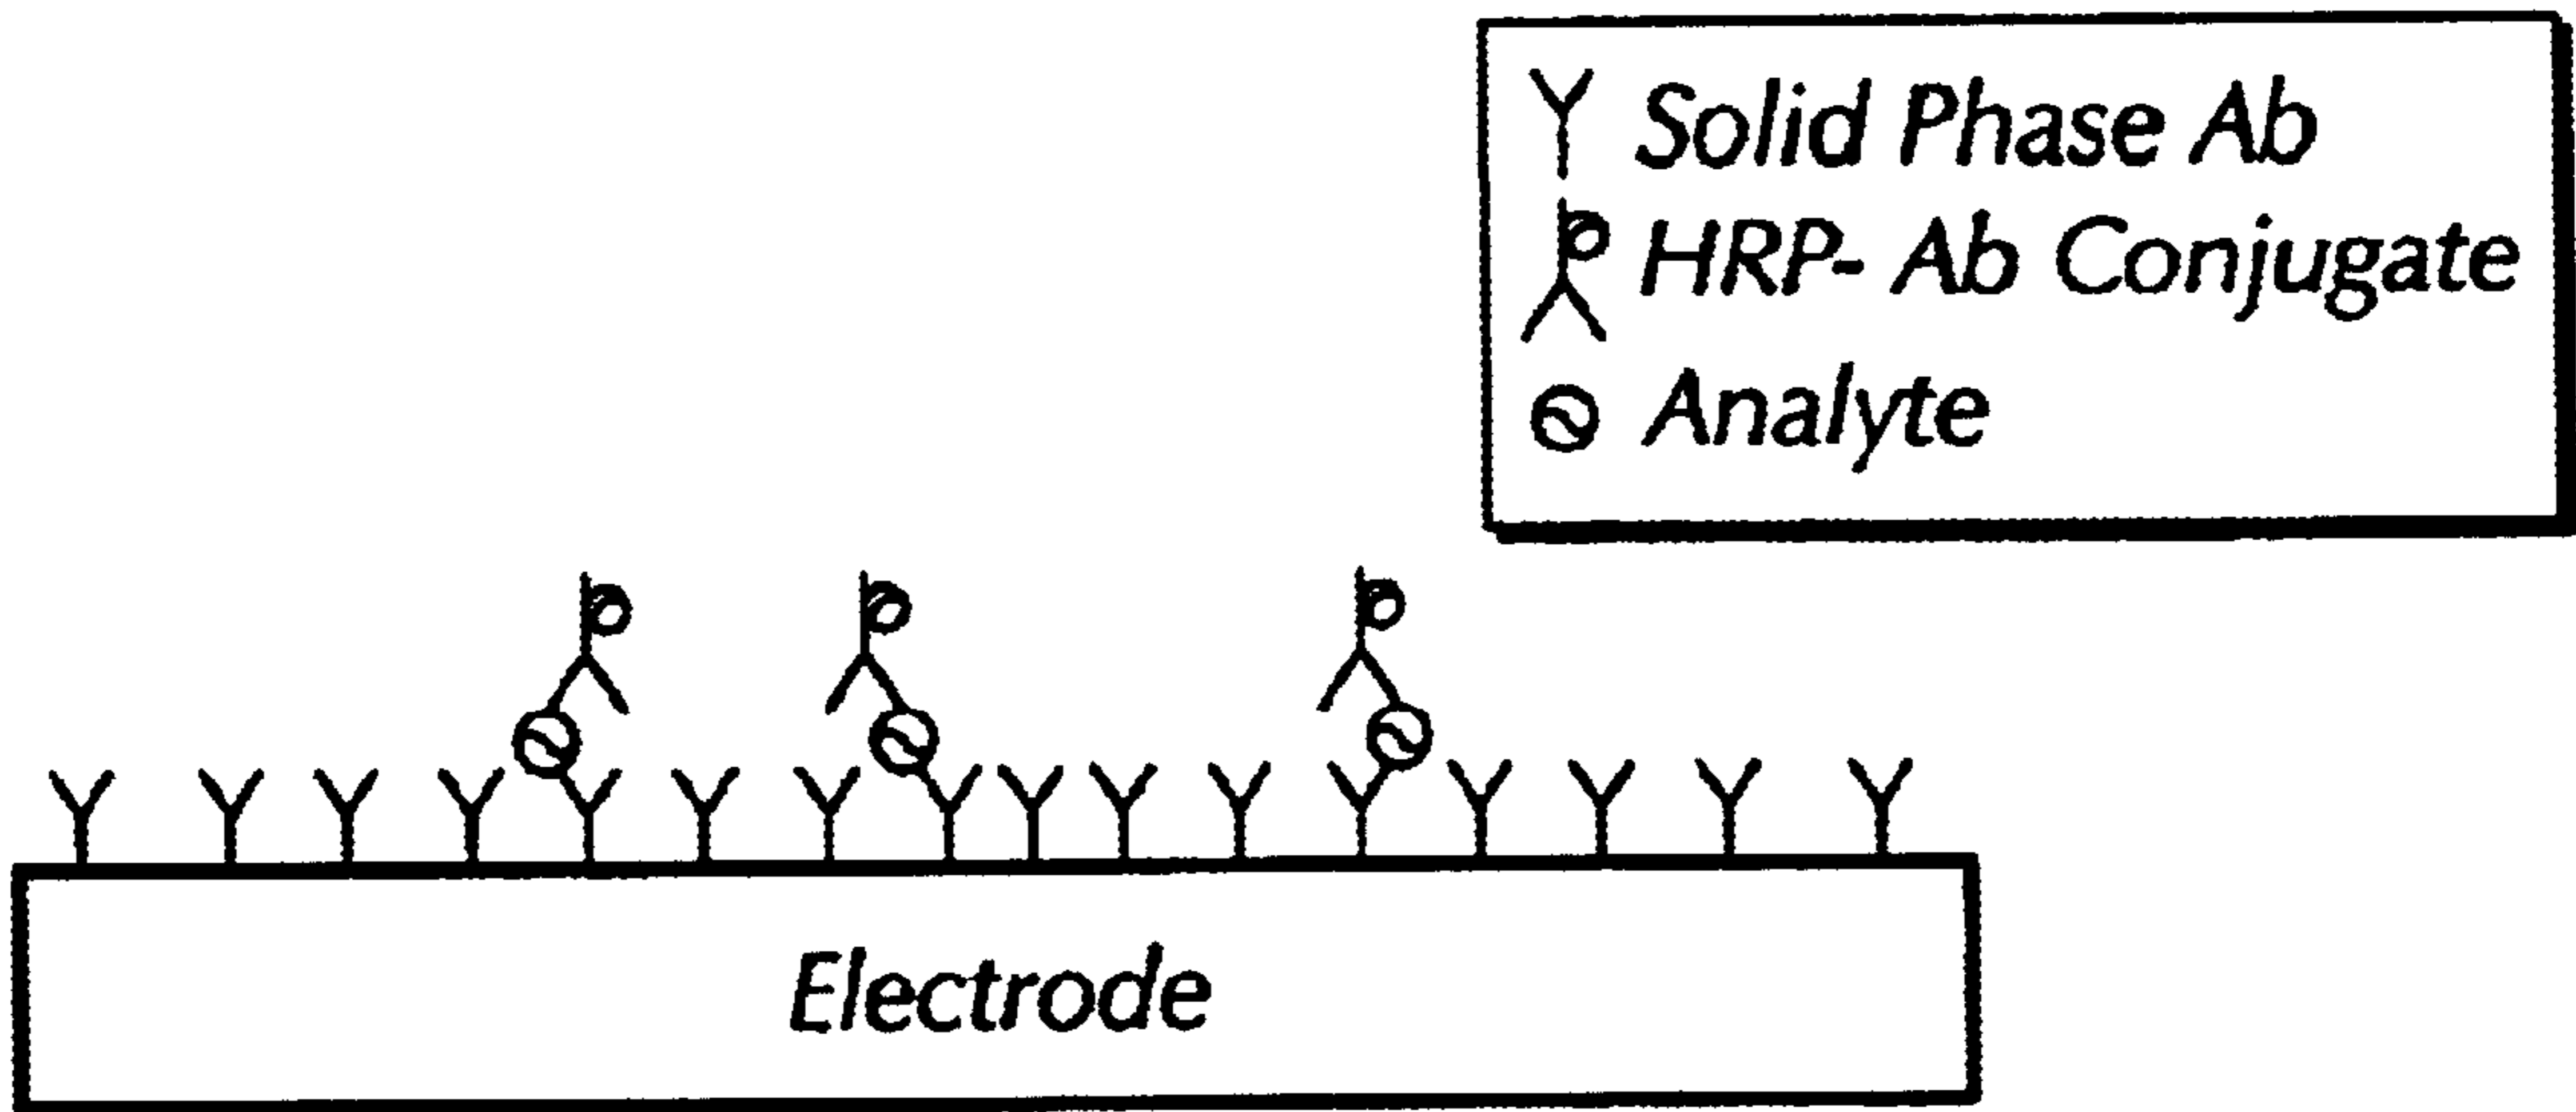 Solid Phase Ab
HRP- Ab Conjugate
Analyte
Electrode